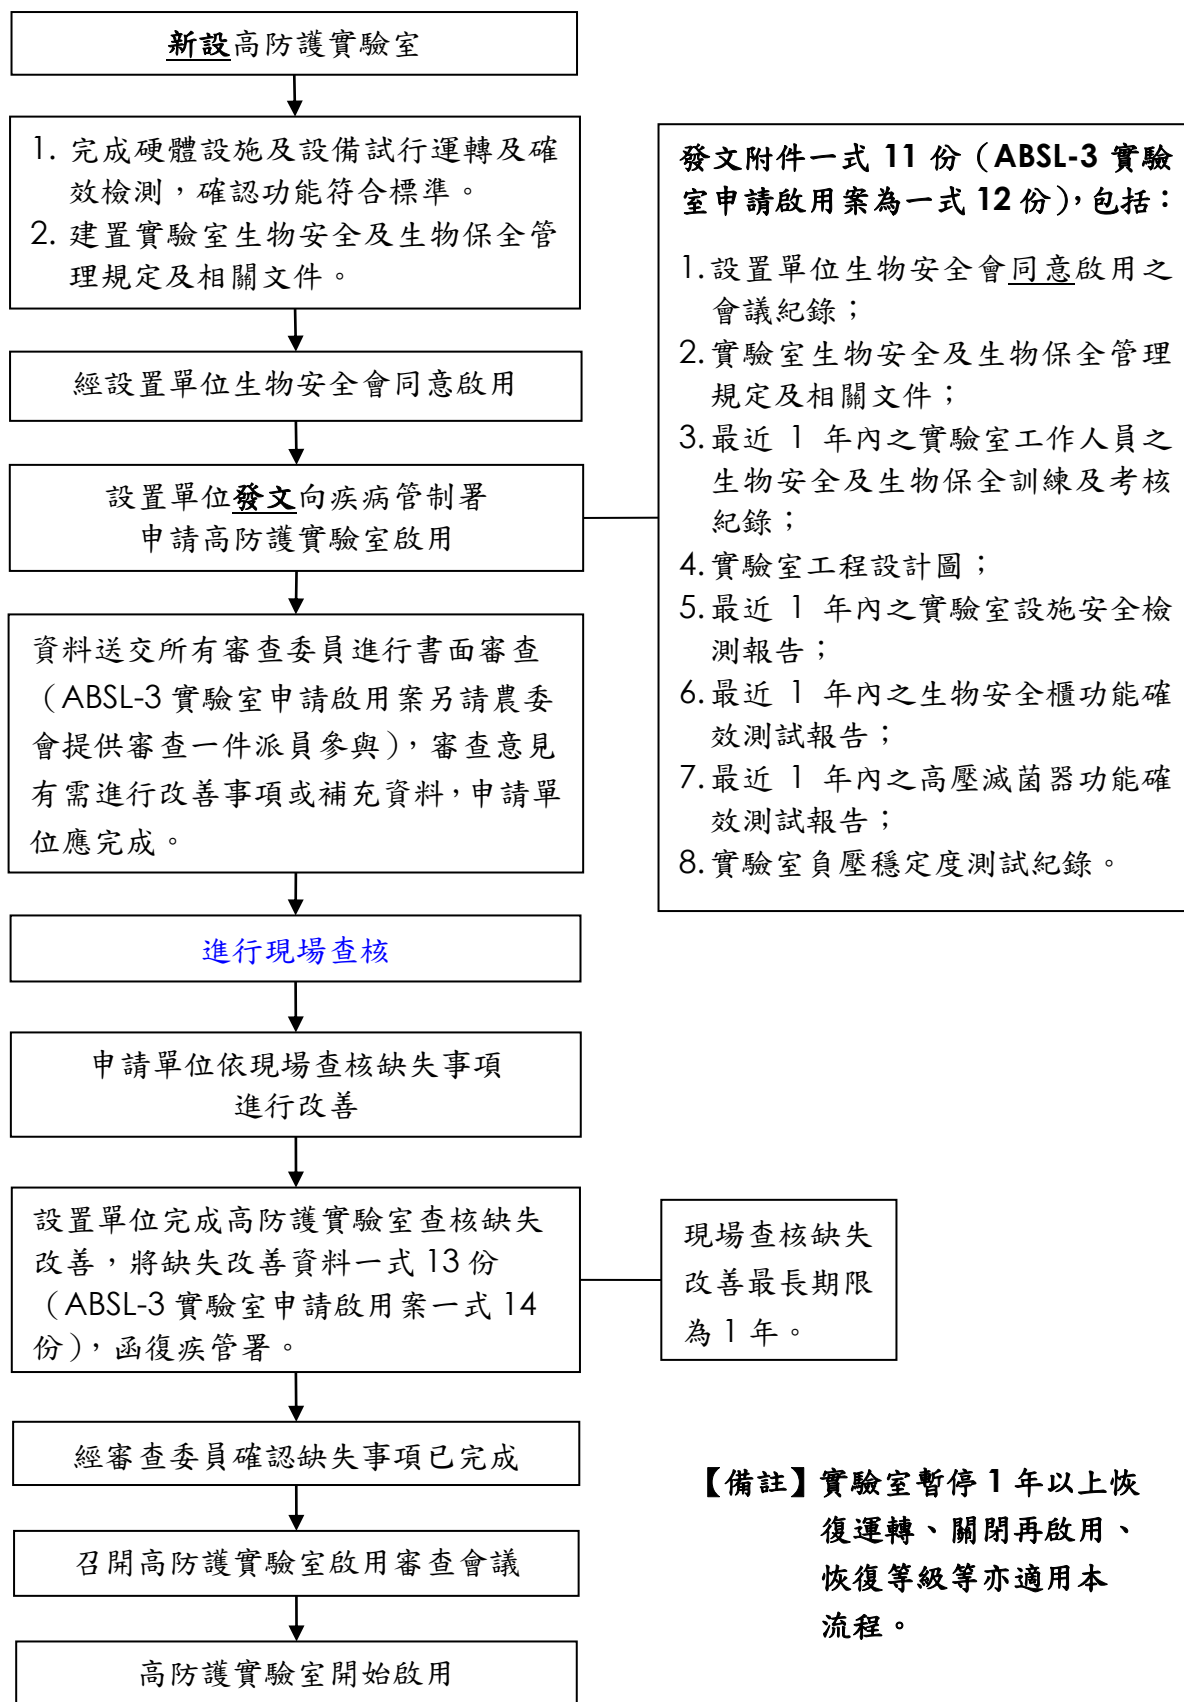 新設高防護實驗室
1. 完成硬體設施及設備試行運轉及確
效檢測，確認功能符合標準。
2. 建置實驗室生物安全及生物保全管
理規定及相關文件。
經設置單位生物安全會同意啟用
設置單位發文向疾病管制署
申請高防護實驗室啟用
發文附件一式 11 份（ABSL-3 實驗
室申請啟用案為一式 12 份），包括：
1.設置單位生物安全會同意啟用之
會議紀錄；
2.實驗室生物安全及生物保全管理
規定及相關文件；
3.最近 1 年內之實驗室工作人員之
生物安全及生物保全訓練及考核
紀錄；
4.實驗室工程設計圖；
5.最近 1 年內之實驗室設施安全檢
測報告；
6.最近 1 年內之生物安全櫃功能確
效測試報告；
7.最近 1 年內之高壓滅菌器功能確
效測試報告；
8.實驗室負壓穩定度測試紀錄。
資料送交所有審查委員進行書面審查
（ABSL-3 實驗室申請啟用案另請農委
會提供審查一件派員參與），審查意見
有需進行改善事項或補充資料，申請單
位應完成。
進行現場查核
申請單位依現場查核缺失事項
進行改善
設置單位完成高防護實驗室查核缺失
改善，將缺失改善資料一式 13 份
（ABSL-3 實驗室申請啟用案一式 14
份），函復疾管署。
現場查核缺失
改善最長期限
為 1 年。
經審查委員確認缺失事項已完成
召開高防護實驗室啟用審查會議
高防護實驗室開始啟用
【備註】實驗室暫停 1 年以上恢
復運轉、關閉再啟用、
恢復等級等亦適用本
流程。